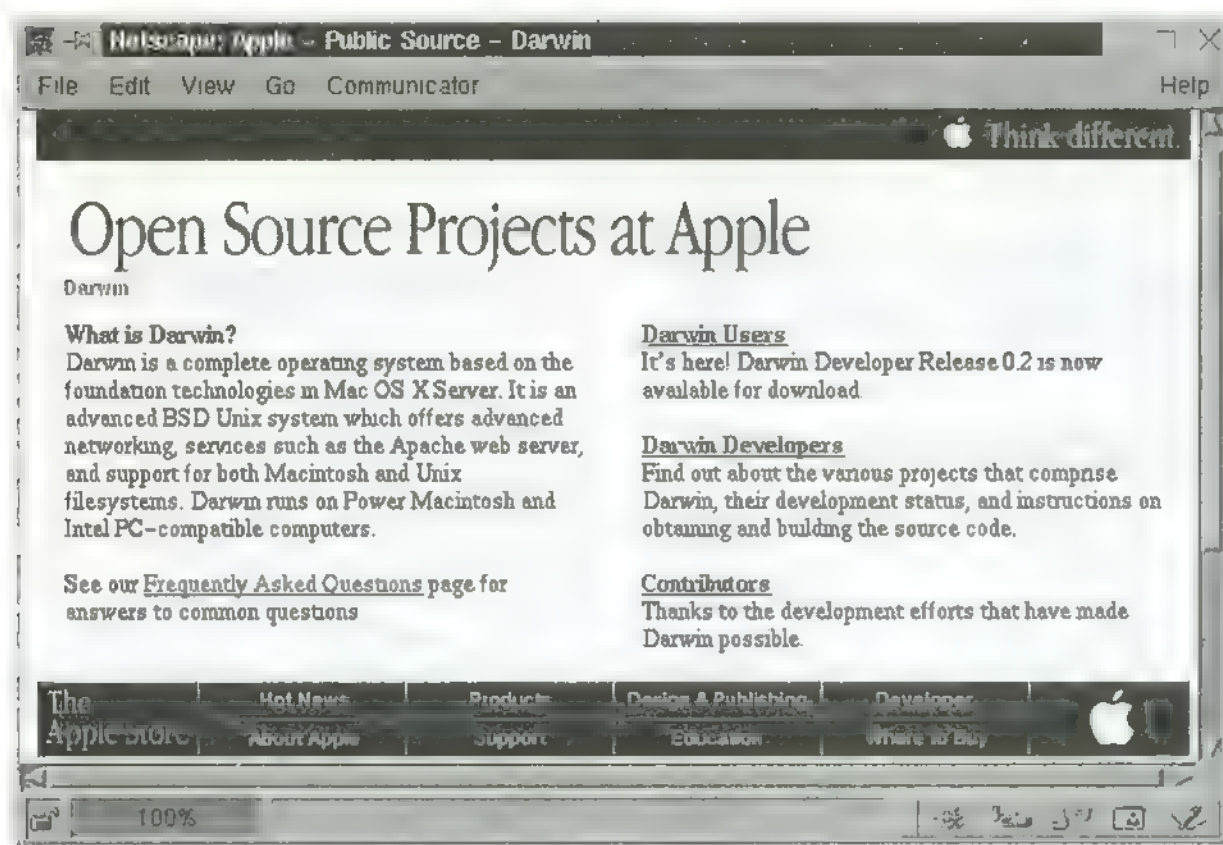 Netscape: Apple – Public Source – Darwin
File Edit View Go Communicator Help
Think different.
Open Source Projects at Apple
Darwin
What is Darwin?
Darwin is a complete operating system based on the
foundation technologies in Mac OS X Server. It is an
advanced BSD Unix system which offers advanced
networking, services such as the Apache web server,
and support for both Macintosh and Unix
filesystems. Darwin runs on Power Macintosh and
Intel PC-compatible computers.
See our Frequently Asked Questions page for
answers to common questions
Darwin Users
It's here! Darwin Developer Release 0.2 is now
available for download.
Darwin Developers
Find out about the various projects that comprise
Darwin, their development status, and instructions on
obtaining and building the source code.
Contributors
Thanks to the development efforts that have made
Darwin possible.
The Hot News Products Design & Publishing Developer
Apple Store About Apple Support Education Where to Buy
100%